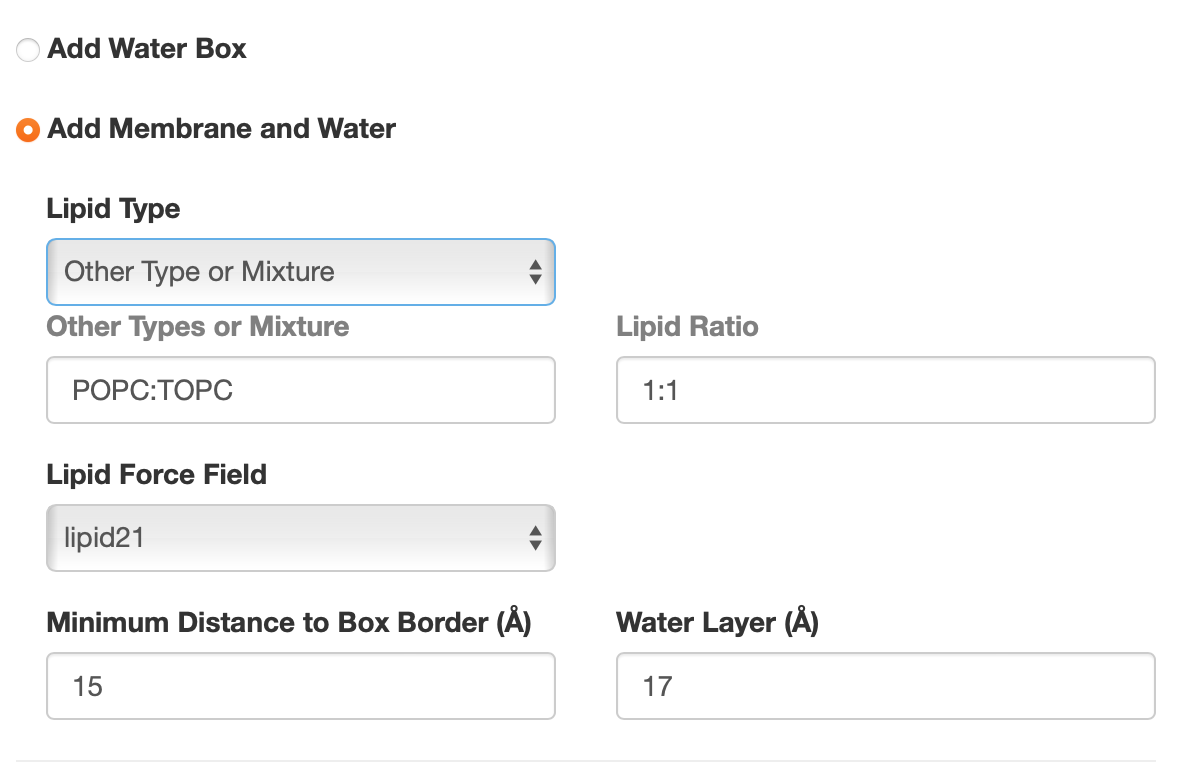 Add Water Box
Add Membrane and Water
Lipid Type
Other Type or Mixture
Other Types or Mixture
Lipid Ratio
POPC:TOPC
1:1
Lipid Force Field
lipid21
Minimum Distance to Box Border (Å)
Water Layer (Å)
15
17